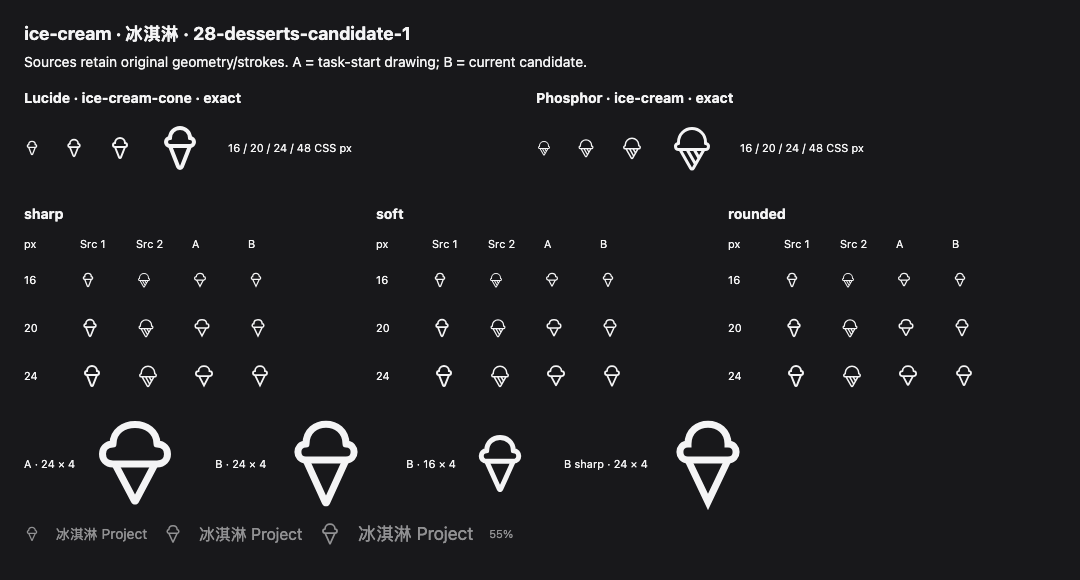 ice-cream · 冰淇淋 · 28-desserts-candidate-1
Sources retain original geometry/strokes. A = task-start drawing; B = current candidate.
Lucide · ice-cream-cone · exact
Phosphor · ice-cream · exact
16 / 20 / 24 / 48 CSS px
16 / 20 / 24 / 48 CSS px
sharp
soft
rounded
px Src 1 Src 2 A B
px Src 1 Src 2 A B
px Src 1 Src 2 A B
16
16
16
20
20
20
24
24
24
A · 24 × 4
B · 24 × 4
B · 16 × 4
B sharp · 24 × 4
冰淇淋 Project
冰淇淋 Project
冰淇淋 Project
55%